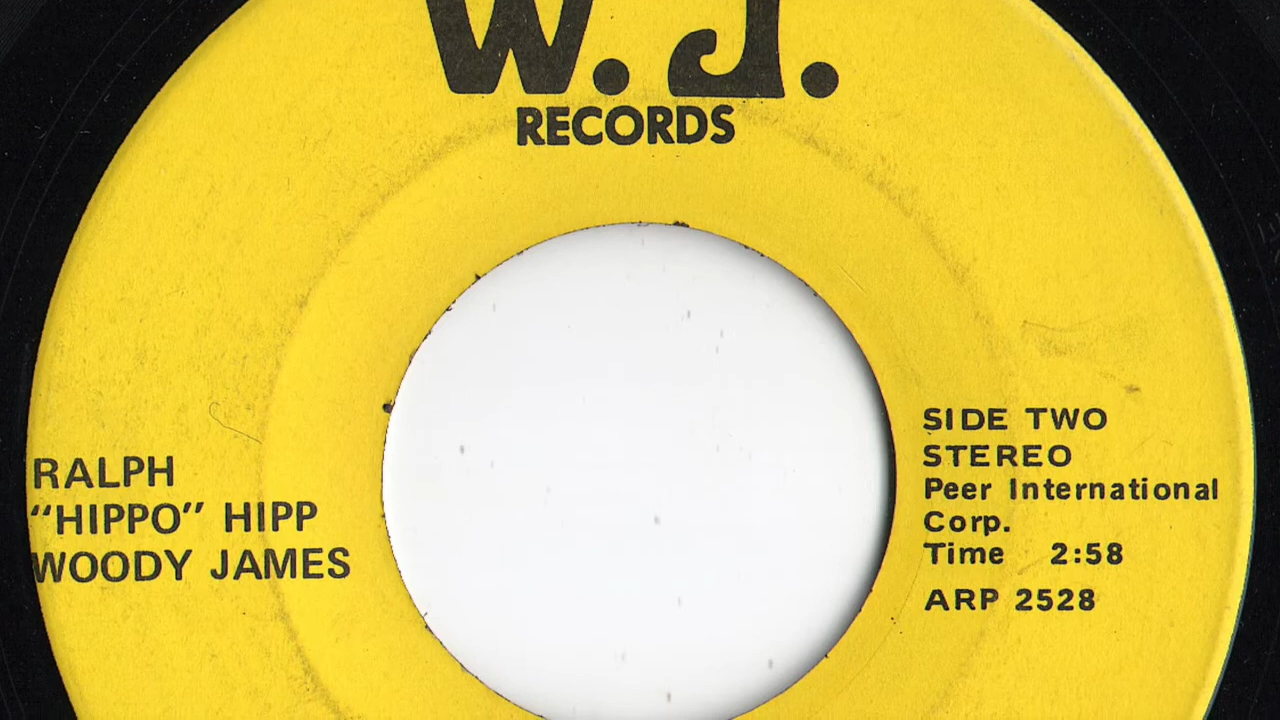 W.J.
RECORDS
RALPH
"HIPPO" HIPP
WOODY JAMES
SIDE TWO
STEREO
Peer International
Corp.
Time 2:58
ARP 2528